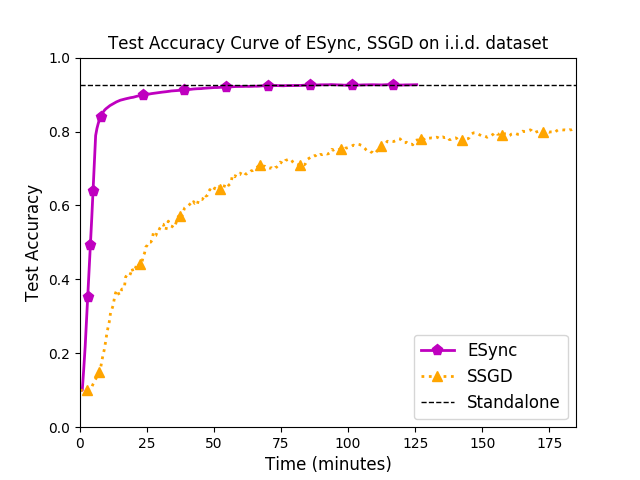 Test Accuracy Curve of ESync, SSGD on i.i.d. dataset
1.0
0.8
0.6
0.4
0.2
0.0
Test Accuracy
ESync
SSGD
Standalone
0 25 50 75 100 125 150 175
Time (minutes)